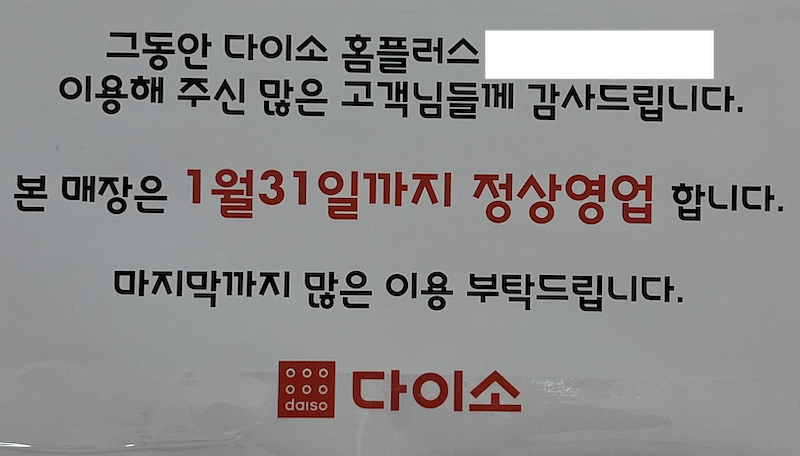 그동안 다이소 홈플러스
이용해 주신 많은 고객님들께 감사드립니다.
본 매장은 1월31일까지 정상영업 합니다.
마지막까지 많은 이용 부탁드립니다.
daiso 다이소